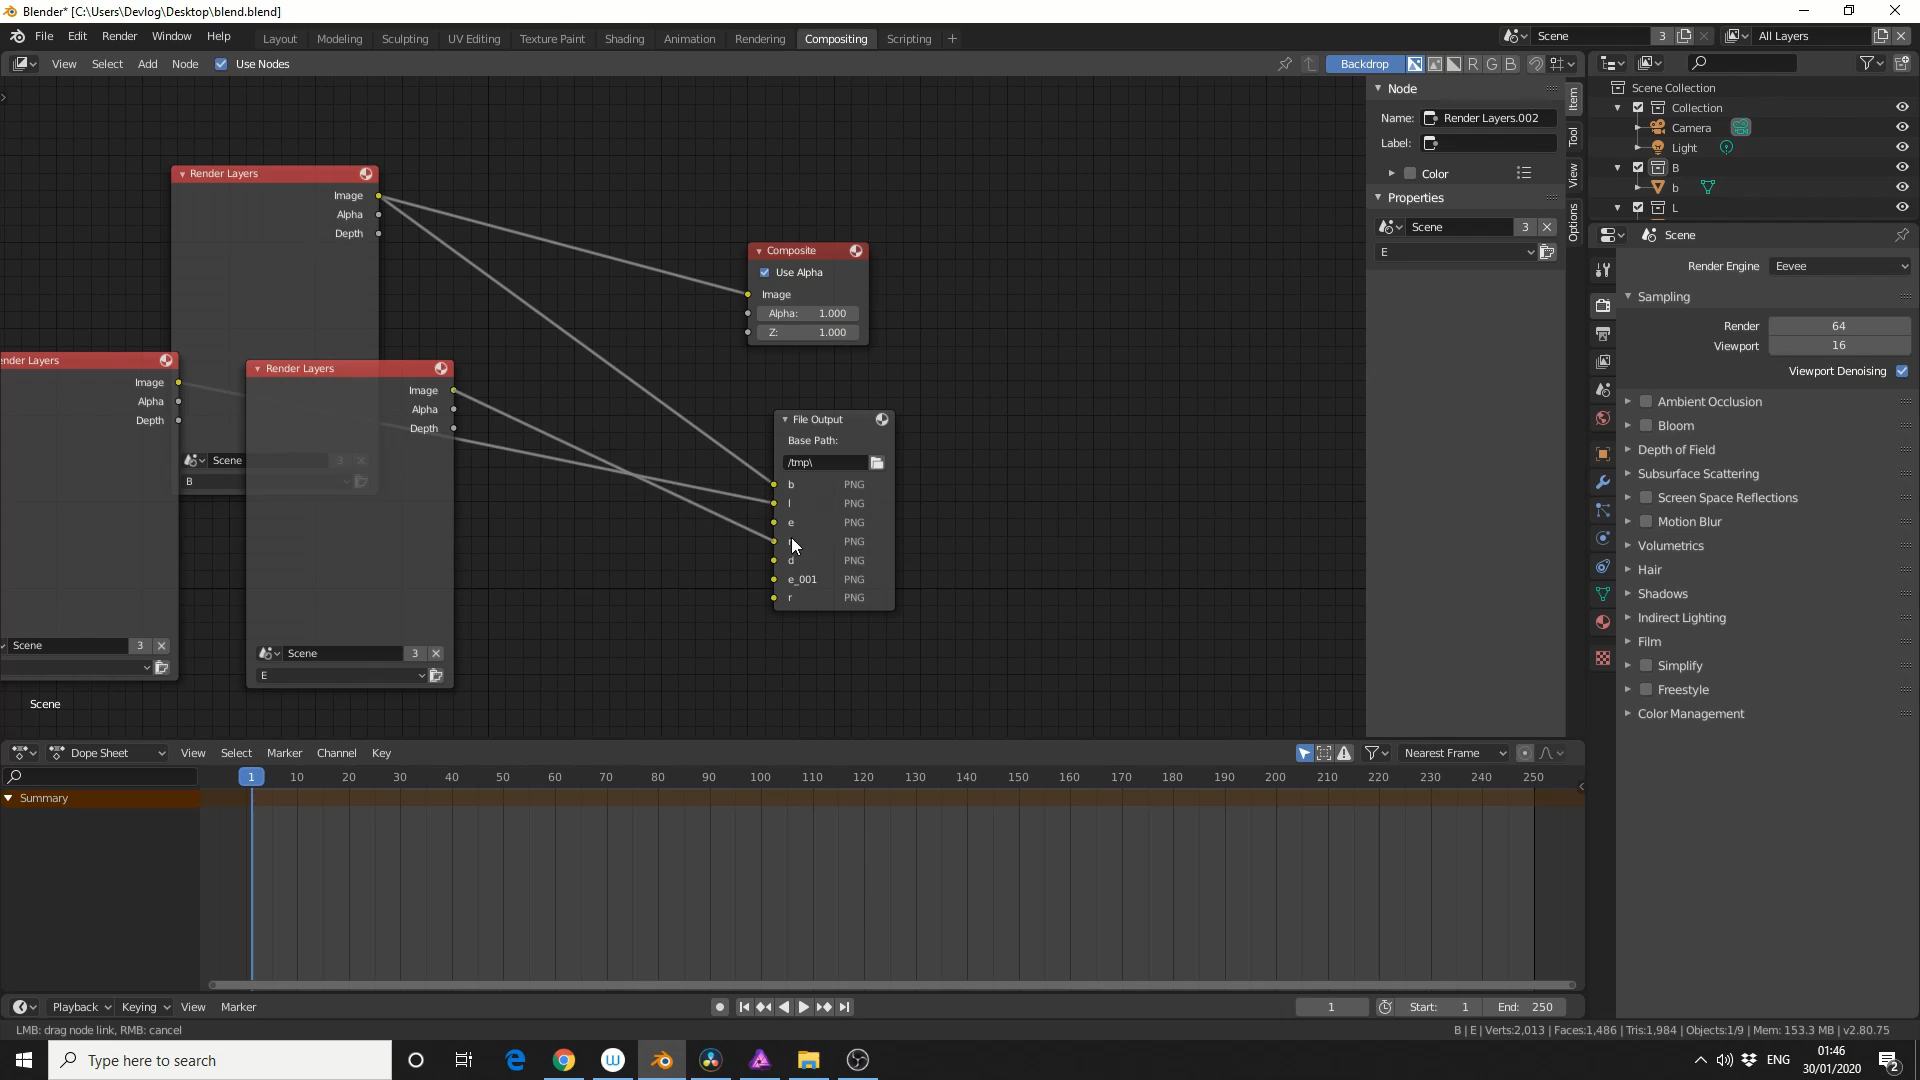 Blender* [C:\Users\Devlog\Desktop\blend.blend]
File Edit Render Window Help Layout Modeling Sculpting UV Editing Texture Paint Shading Animation Rendering Compositing Scripting + Scene 3 All Layers
View Select Add Node Use Nodes Backdrop R G B
Node
Name: Render Layers.002
Label:
Color
Properties
Scene 3
E
Item
Tool
View
Options
Render Layers
Image
Alpha
Depth
Scene 3
B
ender Layers
Image
Alpha
Depth
Scene 3
Render Layers
Image
Alpha
Depth
Scene 3
E
Composite
Use Alpha
Image
Alpha: 1.000
Z: 1.000
File Output
Base Path:
/tmp\
b PNG
l PNG
e PNG
PNG
d PNG
e_001 PNG
r PNG
Scene
Scene Collection
Collection
Camera
Light
B
b
L
Scene
Render Engine Eevee
Sampling
Render 64
Viewport 16
Viewport Denoising
Ambient Occlusion
Bloom
Depth of Field
Subsurface Scattering
Screen Space Reflections
Motion Blur
Volumetrics
Hair
Shadows
Indirect Lighting
Film
Simplify
Freestyle
Color Management
Dope Sheet View Select Marker Channel Key Nearest Frame
1 10 20 30 40 50 60 70 80 90 100 110 120 130 140 150 160 170 180 190 200 210 220 230 240 250
Summary
Playback Keying View Marker 1 Start: 1 End: 250
LMB: drag node link, RMB: cancel B | E | Verts:2,013 | Faces:1,486 | Tris:1,984 | Objects:1/9 | Mem: 153.3 MB | v2.80.75
Type here to search ENG 01:46
30/01/2020 2